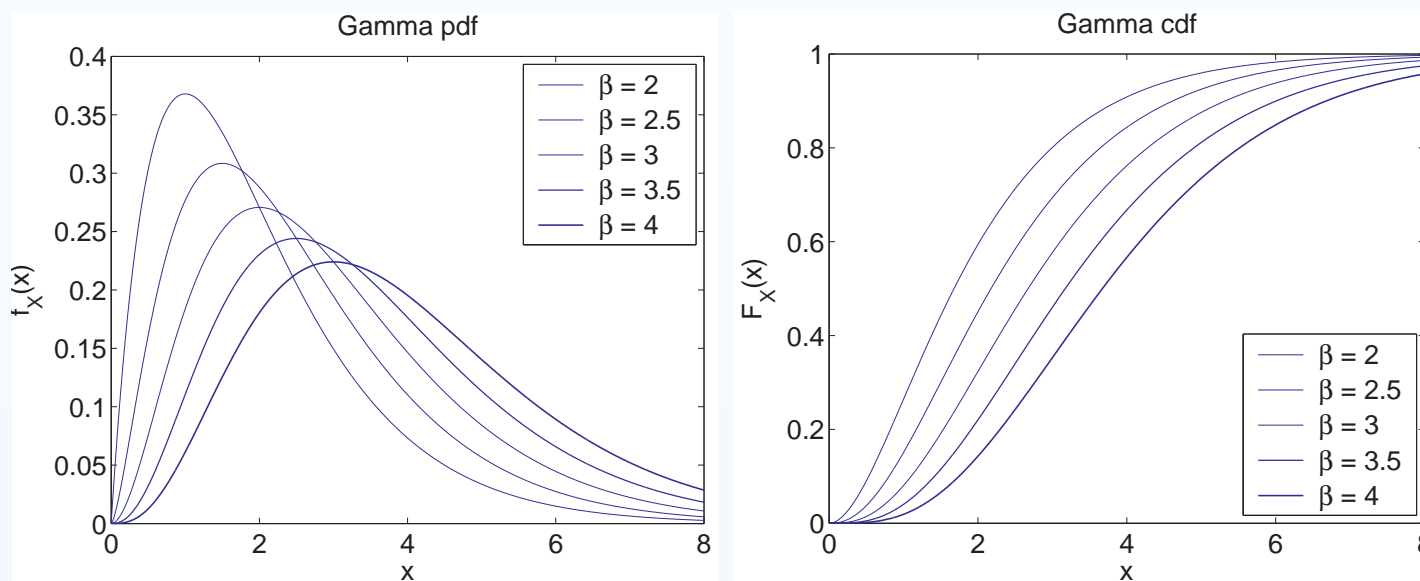 Gamma pdf
0.4
0.35
0.3
0.25
0.2
0.15
0.1
0.05
0
f_X(x)
0 2 4 6 8
x
β = 2
β = 2.5
β = 3
β = 3.5
β = 4
Gamma cdf
1
0.8
0.6
0.4
0.2
0
F_X(x)
0 2 4 6 8
x
β = 2
β = 2.5
β = 3
β = 3.5
β = 4